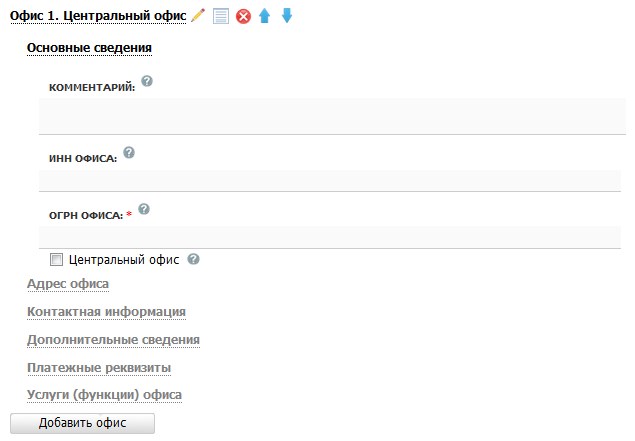 Офис 1. Центральный офис
Основные сведения
КОММЕНТАРИЙ: ?
ИНН ОФИСА: ?
ОГРН ОФИСА: * ?
Центральный офис ?
Адрес офиса
Контактная информация
Дополнительные сведения
Платежные реквизиты
Услуги (функции) офиса
Добавить офис